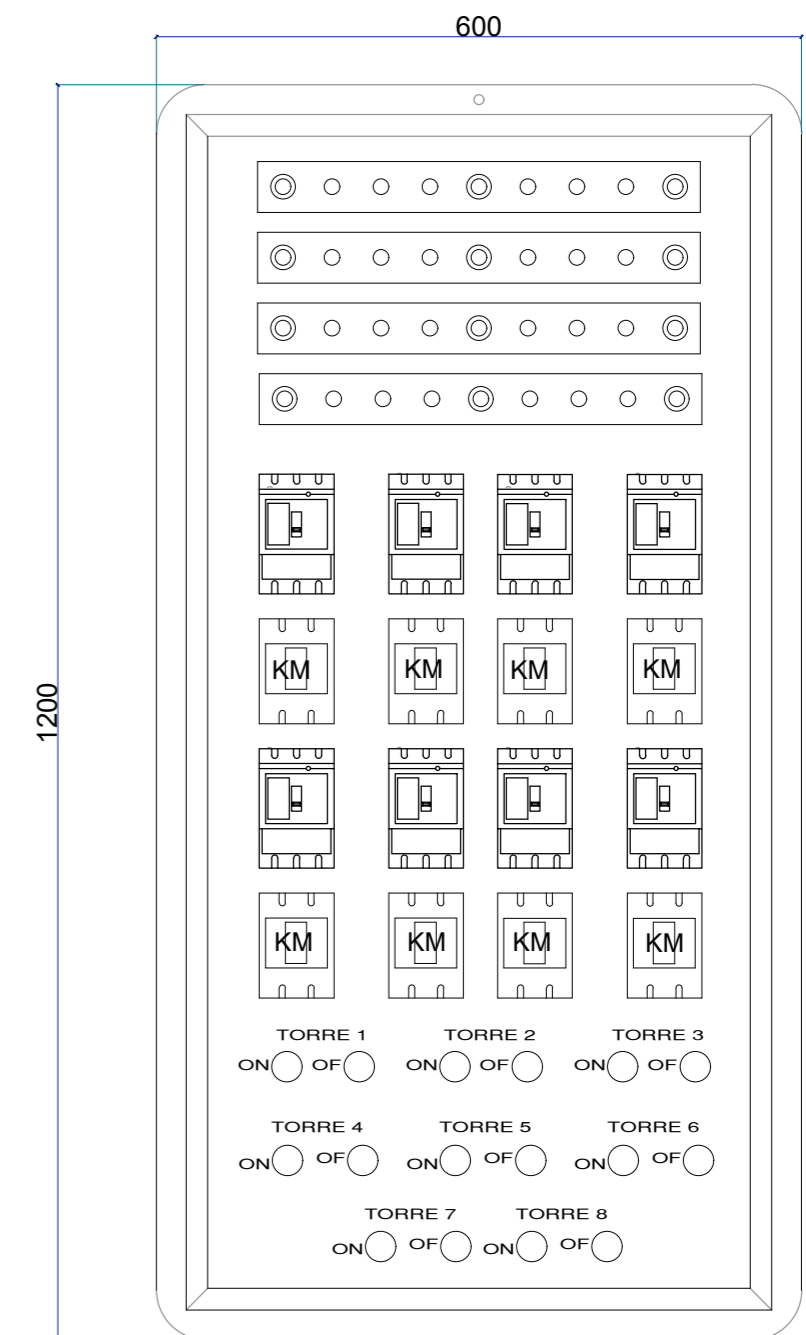 600
1200
KM KM KM KM
KM KM KM KM
TORRE 1 TORRE 2 TORRE 3
ON OF ON OF ON OF
TORRE 4 TORRE 5 TORRE 6
ON OF ON OF ON OF
TORRE 7 TORRE 8
ON OF ON OF